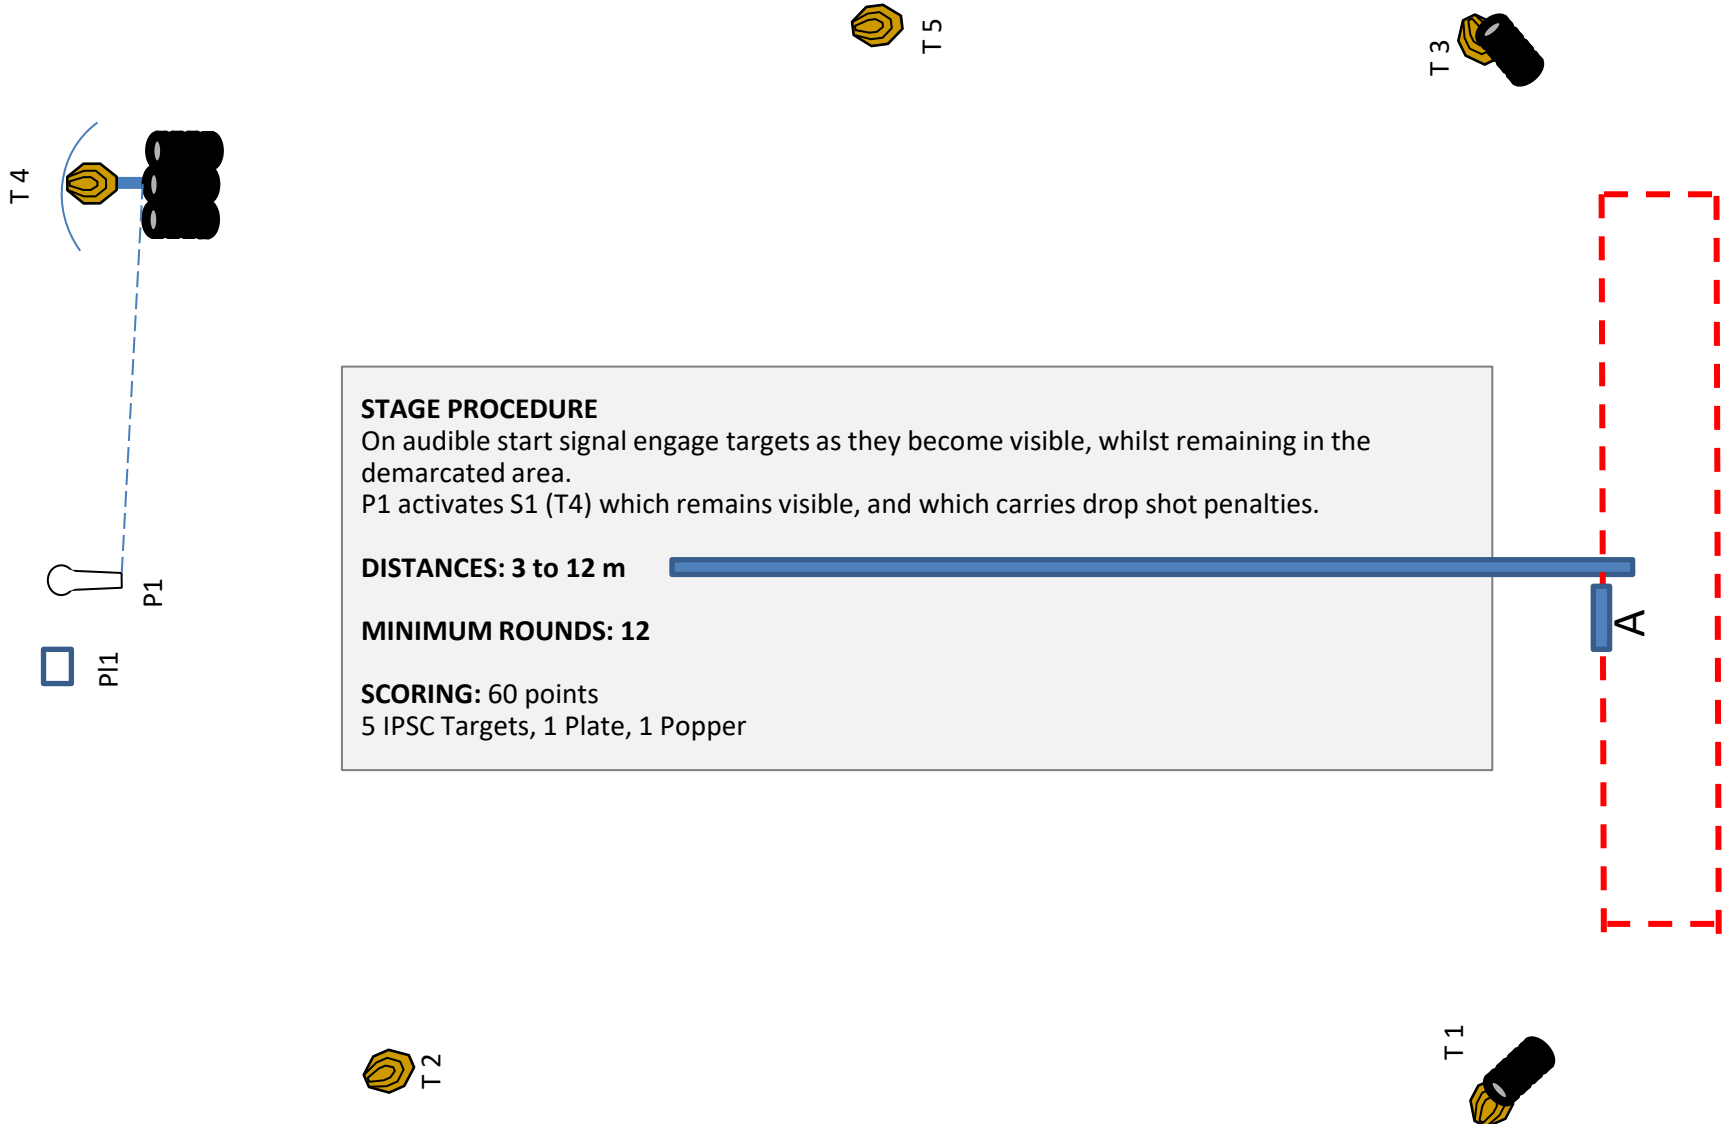 T 5
T 3
T 4
STAGE PROCEDURE
On audible start signal engage targets as they become visible, whilst remaining in the
demarcated area.
P1 activates S1 (T4) which remains visible, and which carries drop shot penalties.
DISTANCES: 3 to 12 m
MINIMUM ROUNDS: 12
SCORING: 60 points
5 IPSC Targets, 1 Plate, 1 Popper
P1
Pl1
A
T 2
T 1